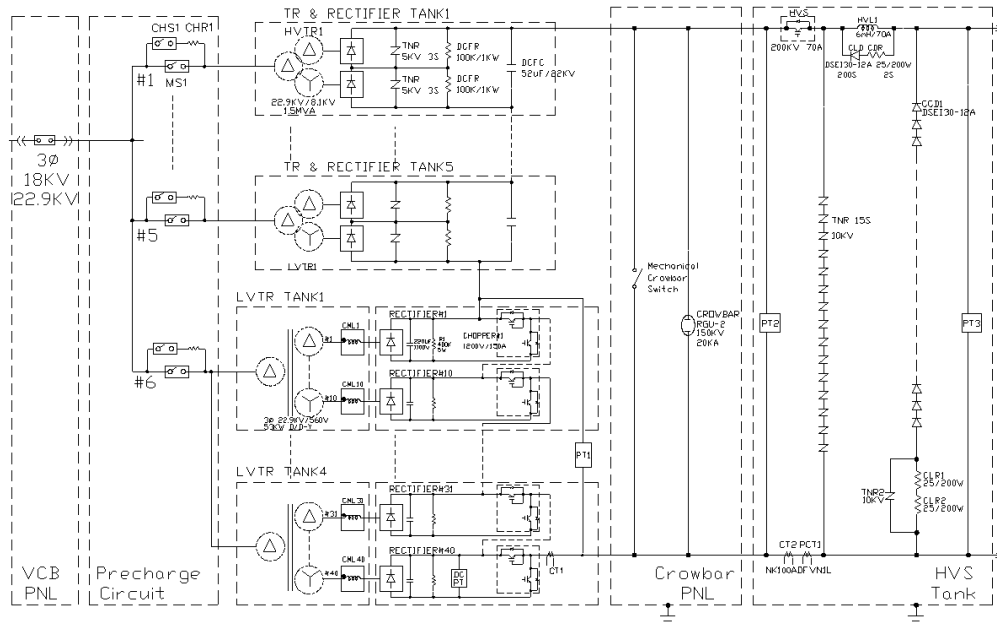 TR & RECTIFIER TANK1
CHS1 CHR1
HVTR1
MS1
#1
TNR
5KV 3S
DCFR
100K/1KW
TNR
5KV 3S
DCFR
100K/1KW
DCFC
52uF/22KV
22.9KV/8.1KV
1.5MVA
HVS
200KV 70A
HVL1
6mH/70A
CLD CDR
DSEI30-12A 25/200W
200S 2S
CCD1
DSEI30-12A
3Ø
18KV
22.9KV
TR & RECTIFIER TANK5
#5
LVTR1
TNR 15S
10KV
Mechanical
Crowbar
Switch
CROWBAR
RGU-2
150KV
20KA
PT2
PT3
LVTR TANK1
RECTIFIER#1
#1
CML1
R1
CHOPPER#1
1200V/150A
RECTIFIER#10
#10
CML10
#6
3Ø 22.9KV/560V
53KW D/D-Y
PT1
LVTR TANK4
RECTIFIER#31
#31
CML31
RECTIFIER#40
#40
CML40
DC
PT
CT1
TNR2
10KV
CLR1
25/200W
CLR2
25/200W
CT2 PCT1
NK100ADFVN1L
VCB
PNL
Precharge
Circuit
Crowbar
PNL
HVS
Tank